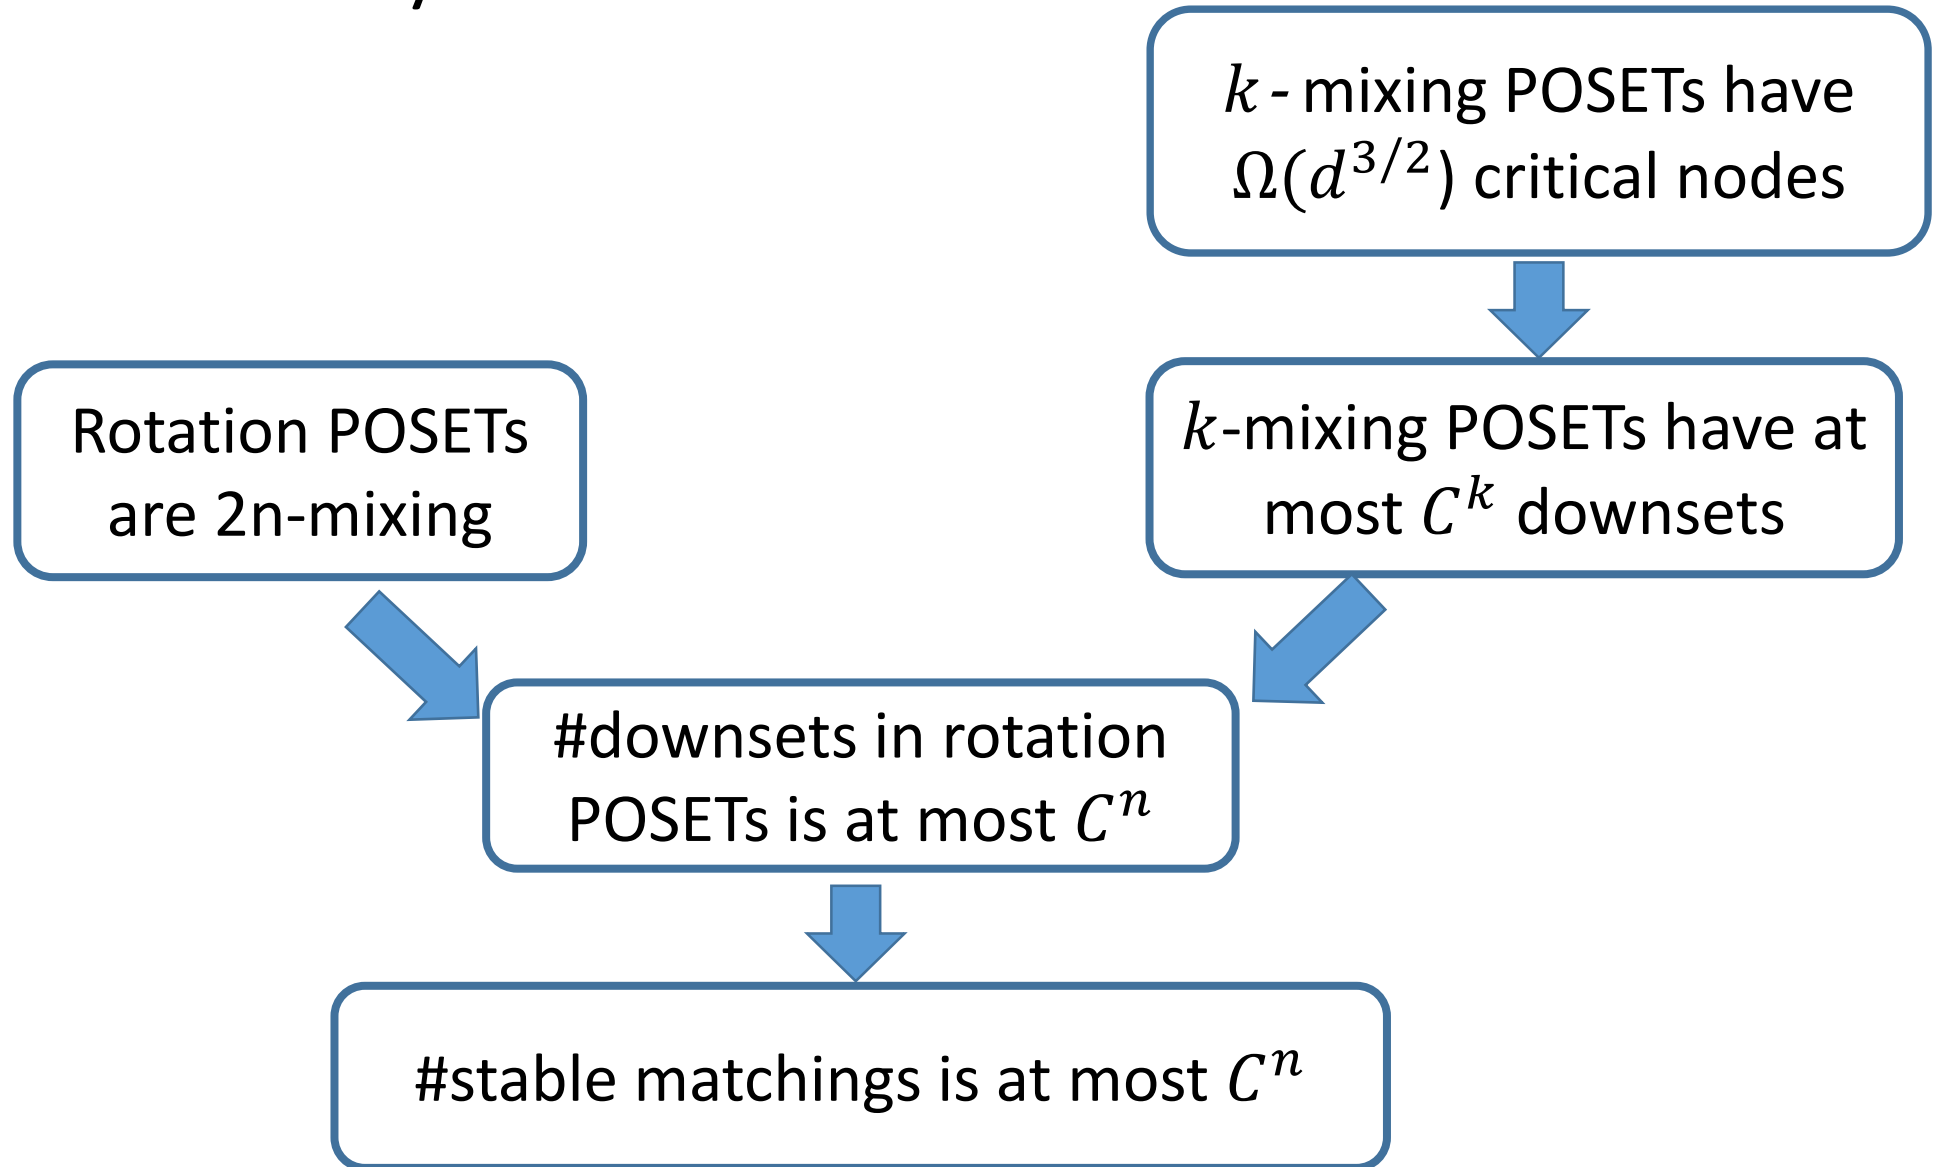 𝑘 - mixing POSETs have
Ω(𝑑^{3/2}) critical nodes
Rotation POSETs
are 2n-mixing
𝑘-mixing POSETs have at
most 𝐶^𝑘 downsets
#downsets in rotation
POSETs is at most 𝐶^𝑛
#stable matchings is at most 𝐶^𝑛